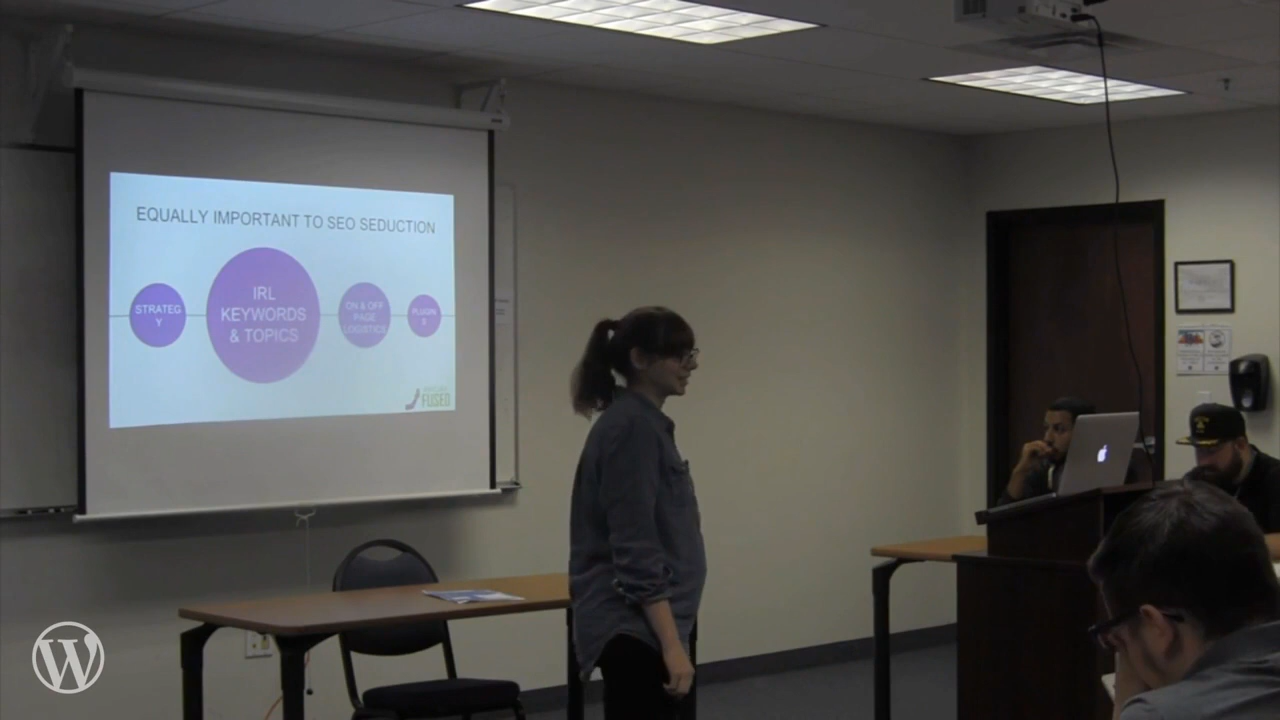 EQUALLY IMPORTANT TO SEO SEDUCTION
STRATEG
Y
IRL
KEYWORDS
& TOPICS
ON & OFF
PAGE
LOGISTICS
PLUGIN
S
FUSED
W